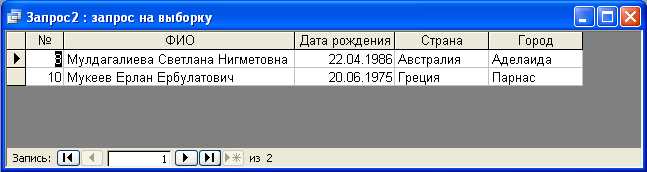 Запрос2 : запрос на выборку
№ ФИО Дата рождения Страна Город
8 Мулдагалиева Светлана Нигметовна 22.04.1986 Австралия Аделаида
10 Мукеев Ерлан Ербулатович 20.06.1975 Греция Парнас
Запись: 1 из 2